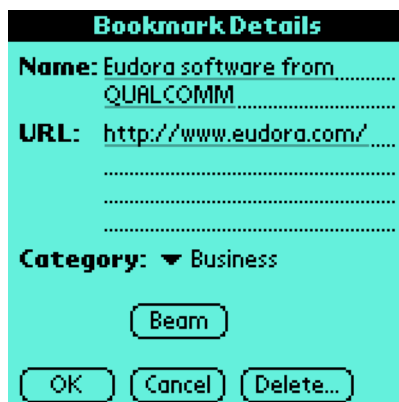 Bookmark Details
Name: Eudora software from
QUALCOMM
URL: http://www.eudora.com/
Category: Business
Beam
OK Cancel Delete...